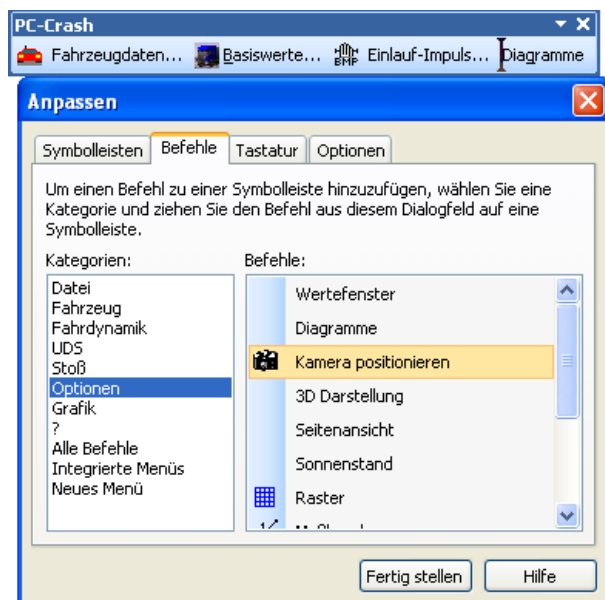 PC-Crash
Fahrzeugdaten... Basiswerte... Einlauf-Impuls... Diagramme
Anpassen
Symbolleisten Befehle Tastatur Optionen
Um einen Befehl zu einer Symbolleiste hinzuzufügen, wählen Sie eine
Kategorie und ziehen Sie den Befehl aus diesem Dialogfeld auf eine
Symbolleiste.
Kategorien: Befehle:
Datei
Fahrzeug
Fahrdynamik
UDS
Stoß
Optionen
Grafik
?
Alle Befehle
Integrierte Menüs
Neues Menü
Wertefenster
Diagramme
Kamera positionieren
3D Darstellung
Seitenansicht
Sonnenstand
Raster
Fertig stellen Hilfe